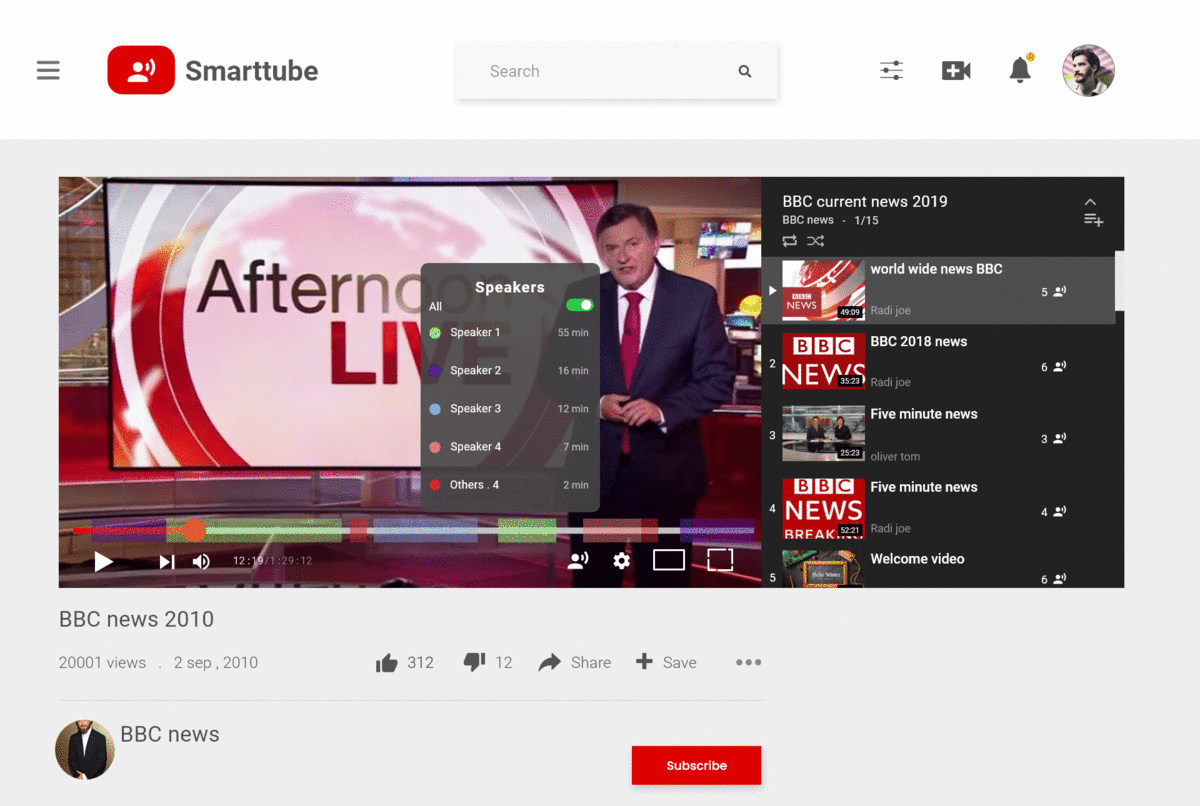 Smarttube
Search
Afternoon
LIVE
Speakers
All
Speaker 1 55 min
Speaker 2 16 min
Speaker 3 12 min
Speaker 4 7 min
Others . 4 2 min
12:19/1:29:12
BBC current news 2019
BBC news - 1/15
BBC
NEWS
49:09
world wide news BBC
Radi joe
5
2
BBC
NEWS
35:23
BBC 2018 news
Radi joe
6
3
25:23
Five minute news
oliver tom
3
4
BBC
NEWS
BREAKIN
52:21
Five minute news
Radi joe
4
5
Hello Winter
Welcome video
6
BBC news 2010
20001 views . 2 sep , 2010
312
12
Share
Save
BBC news
Subscribe